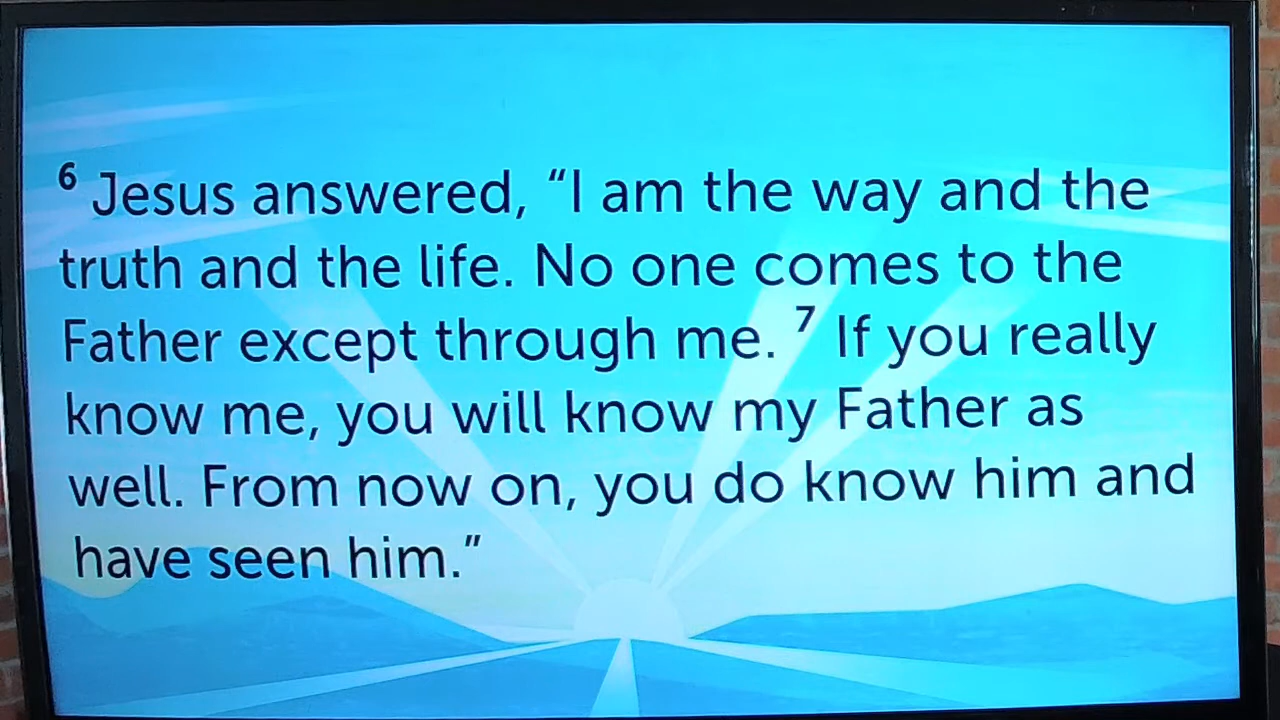 ⁶ Jesus answered, “I am the way and the
truth and the life. No one comes to the
Father except through me. ⁷ If you really
know me, you will know my Father as
well. From now on, you do know him and
have seen him.”